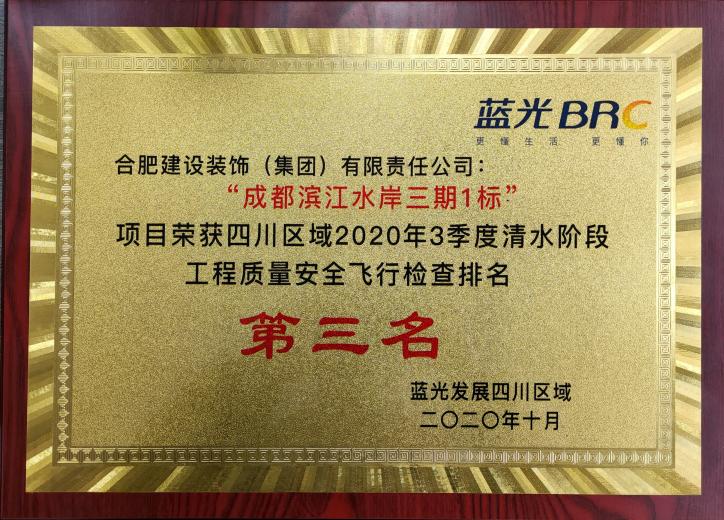 蓝光BRC
更懂生活 更懂你
合肥建设装饰（集团）有限责任公司：
“成都滨江水岸三期1标”
项目荣获四川区域2020年3季度清水阶段
工程质量安全飞行检查排名
第三名
蓝光发展四川区域
二〇二〇年十月